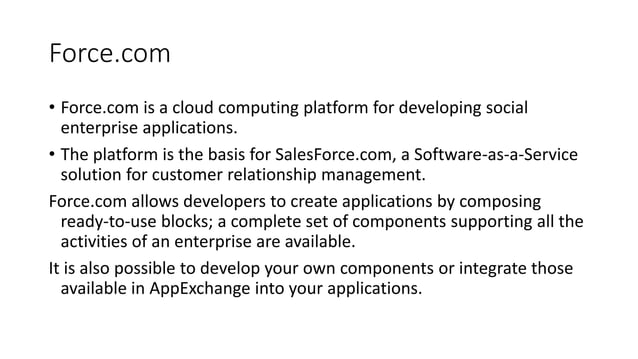 Force.com
• Force.com is a cloud computing platform for developing social
enterprise applications.
• The platform is the basis for SalesForce.com, a Software-as-a-Service
solution for customer relationship management.
Force.com allows developers to create applications by composing
ready-to-use blocks; a complete set of components supporting all the
activities of an enterprise are available.
It is also possible to develop your own components or integrate those
available in AppExchange into your applications.